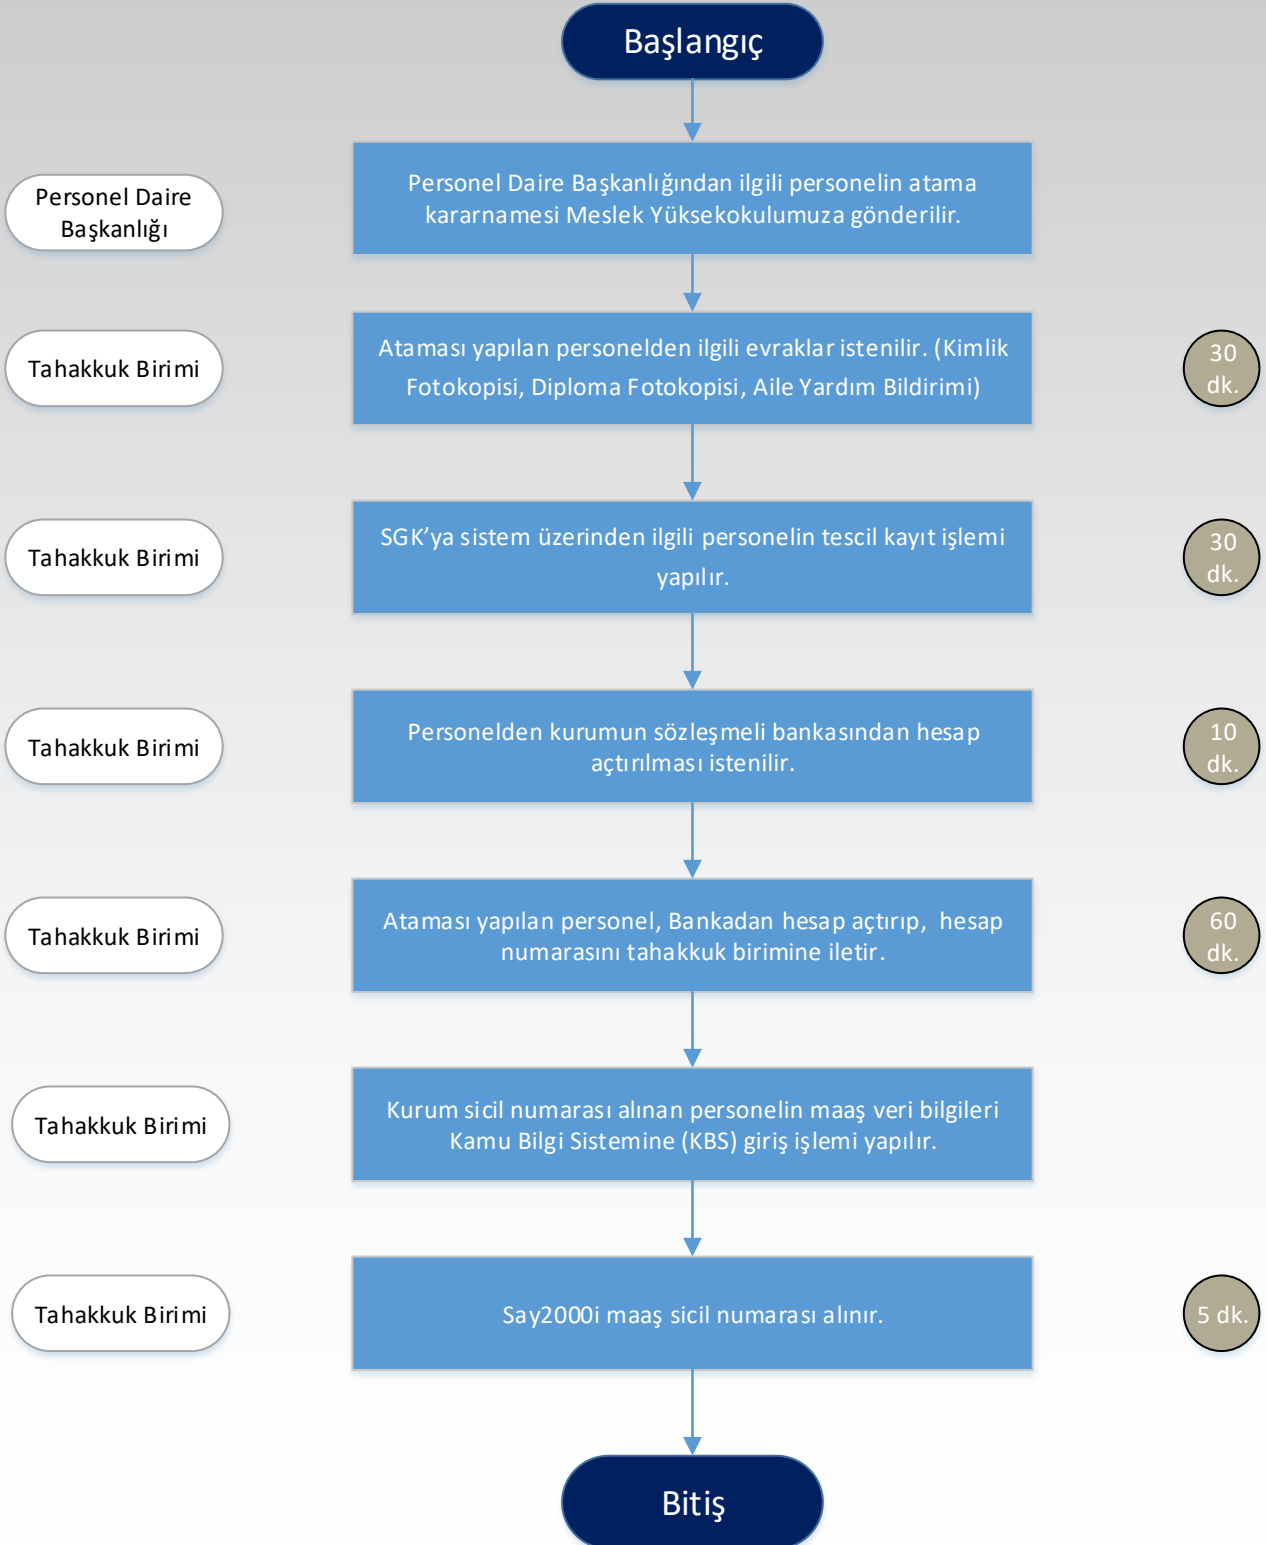 Başlangıç
Personel Daire
Başkanlığı
Personel Daire Başkanlığından ilgili personelin atama
kararnamesi Meslek Yüksekokulumuza gönderilir.
Tahakkuk Birimi
Ataması yapılan personelden ilgili evraklar istenilir. (Kimlik
Fotokopisi, Diploma Fotokopisi, Aile Yardım Bildirimi)
30
dk.
Tahakkuk Birimi
SGK’ya sistem üzerinden ilgili personelin tescil kayıt işlemi
yapılır.
30
dk.
Tahakkuk Birimi
Personelden kurumun sözleşmeli bankasından hesap
açtırılması istenilir.
10
dk.
Tahakkuk Birimi
Ataması yapılan personel, Bankadan hesap açtırıp, hesap
numarasını tahakkuk birimine iletir.
60
dk.
Tahakkuk Birimi
Kurum sicil numarası alınan personelin maaş veri bilgileri
Kamu Bilgi Sistemine (KBS) giriş işlemi yapılır.
Tahakkuk Birimi
Say2000i maaş sicil numarası alınır.
5 dk.
Bitiş